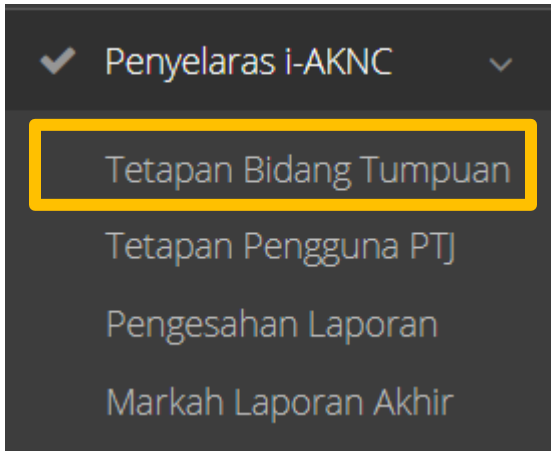 Penyelaras i-AKNC
Tetapan Bidang Tumpuan
Tetapan Pengguna PTJ
Pengesahan Laporan
Markah Laporan Akhir